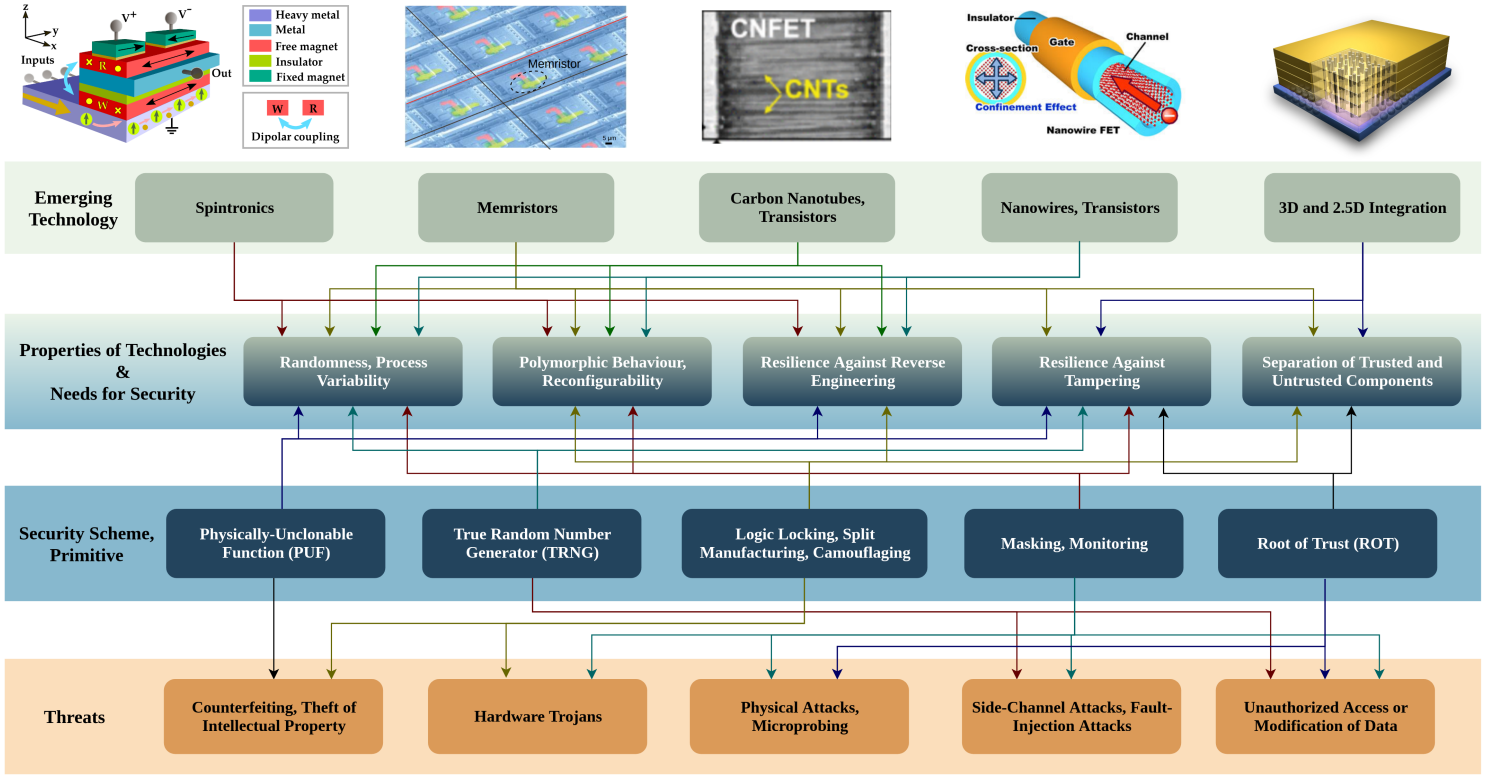 z
y
x
V⁺
V⁻
Inputs
R
Out
W
Heavy metal
Metal
Free magnet
Insulator
Fixed magnet
W
R
Dipolar coupling
Memristor
5 µm
CNFET
CNTs
Insulator
Gate
Channel
Cross-section
Confinement Effect
Nanowire FET
Emerging
Technology
Spintronics
Memristors
Carbon Nanotubes,
Transistors
Nanowires, Transistors
3D and 2.5D Integration
Properties of Technologies
&
Needs for Security
Randomness, Process
Variability
Polymorphic Behaviour,
Reconfigurability
Resilience Against Reverse
Engineering
Resilience Against
Tampering
Separation of Trusted and
Untrusted Components
Security Scheme,
Primitive
Physically-Unclonable
Function (PUF)
True Random Number
Generator (TRNG)
Logic Locking, Split
Manufacturing, Camouflaging
Masking, Monitoring
Root of Trust (ROT)
Threats
Counterfeiting, Theft of
Intellectual Property
Hardware Trojans
Physical Attacks,
Microprobing
Side-Channel Attacks, Fault-
Injection Attacks
Unauthorized Access or
Modification of Data